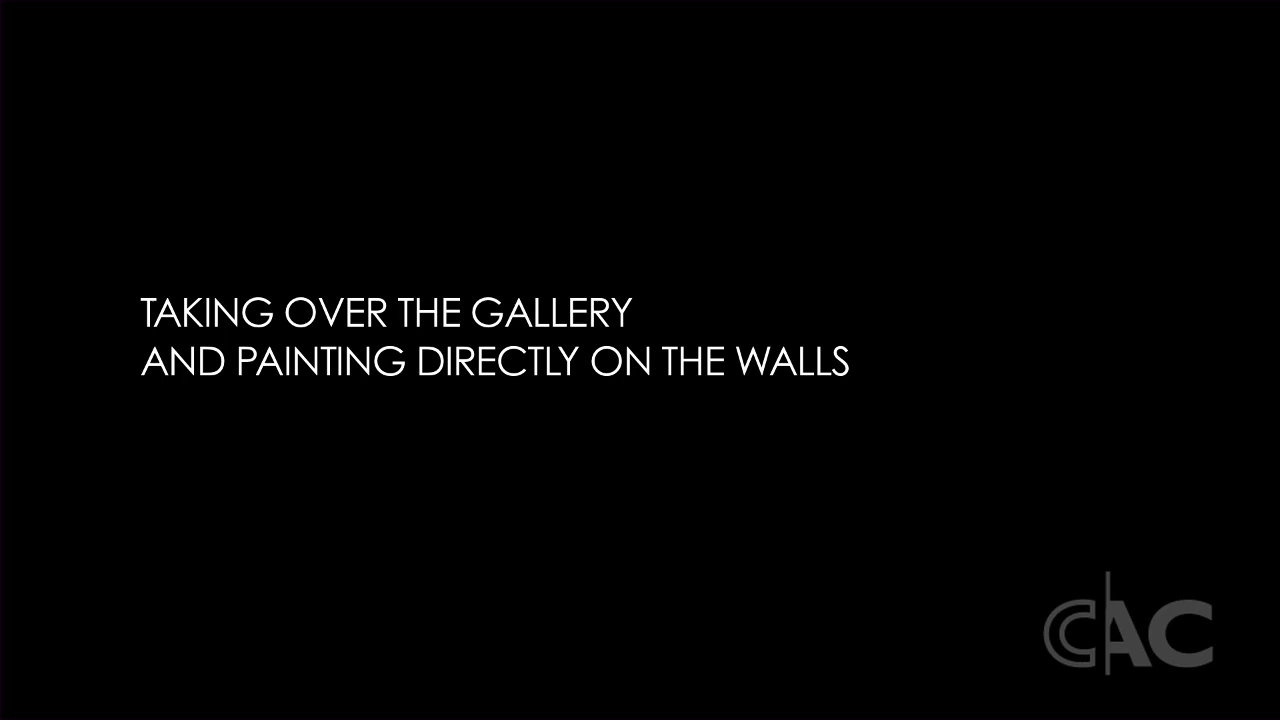 TAKING OVER THE GALLERY
AND PAINTING DIRECTLY ON THE WALLS
CAC